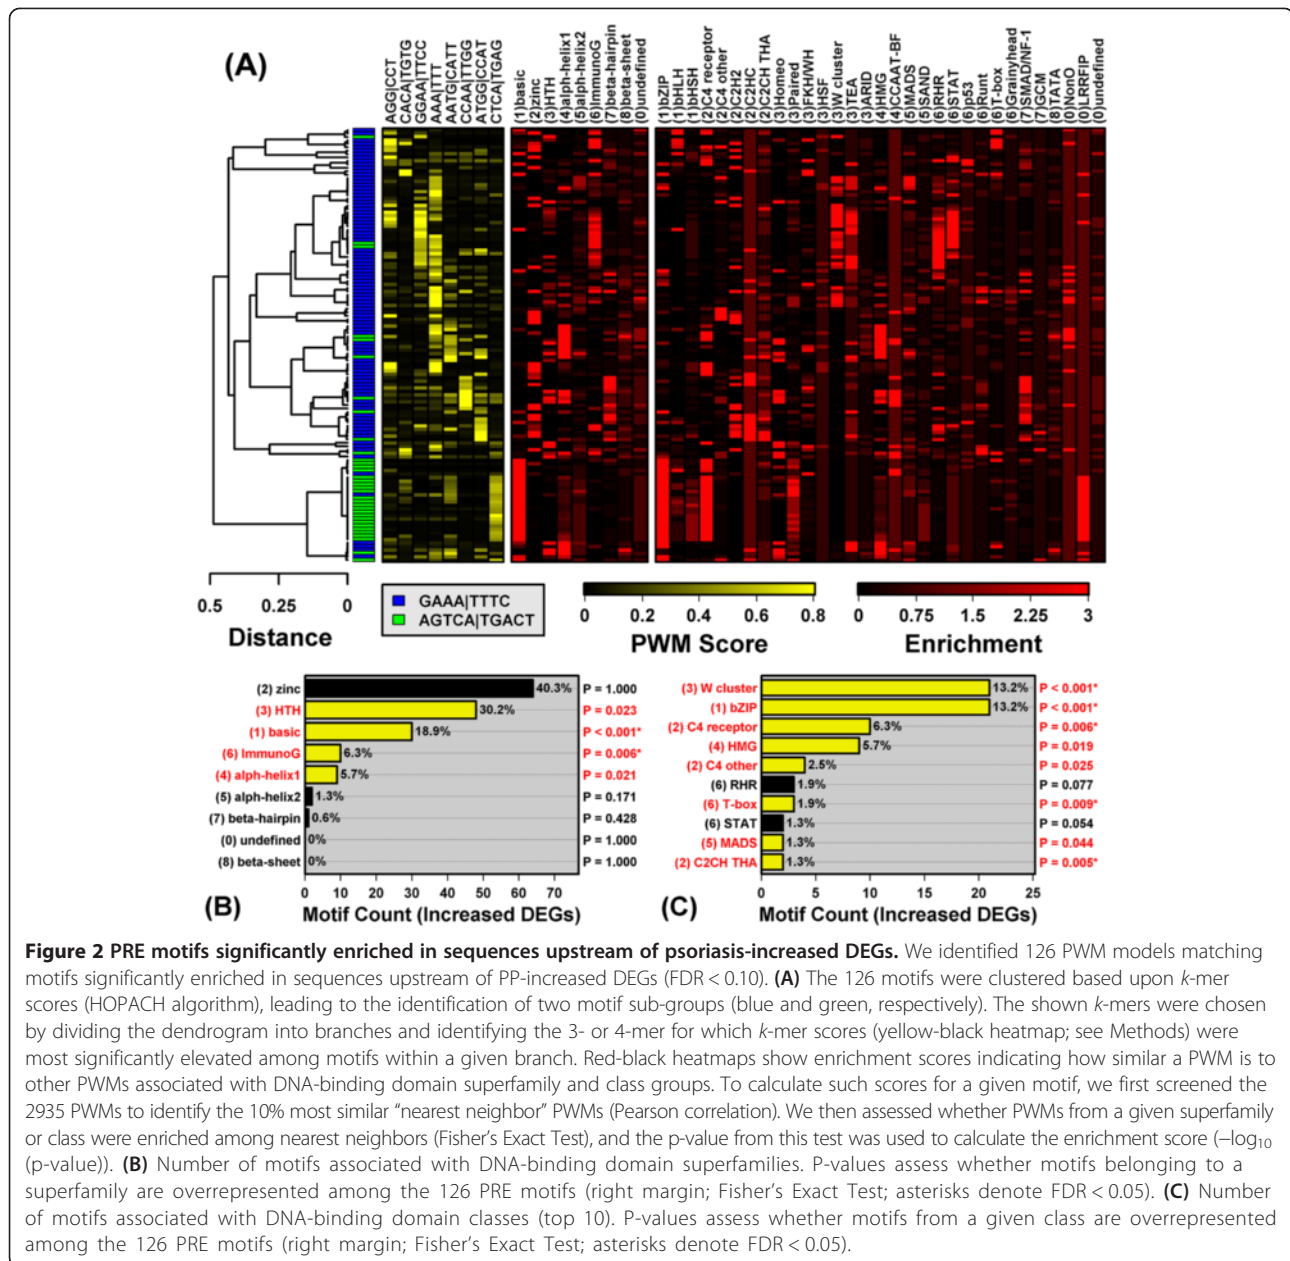 (A)
AGG|CCT
CACA|TGTG
GGAA|TTCC
AAA|TTT
AATG|CATT
CCAA|TTGG
ATGG|CCAT
CTCA|TGAG
(1)basic
(2)zinc
(3)HTH
(4)alph-helix1
(5)alph-helix2
(6)ImmunoG
(7)beta-hairpin
(8)beta-sheet
(0)undefined
(1)bZIP
(1)bHLH
(1)bHSH
(2)C4 receptor
(2)C4 other
(2)C2H2
(2)C2HC
(2)C2CH THA
(3)Homeo
(3)Paired
(3)FKH/WH
(3)HSF
(3)W cluster
(3)TEA
(3)ARID
(4)HMG
(4)CCAAT-BF
(5)MADS
(5)SAND
(6)RHR
(6)STAT
(6)p53
(6)Runt
(6)T-box
(6)Grainyhead
(7)SMAD/NF-1
(7)GCM
(8)TATA
(0)NonO
(0)LRRFIP
(0)undefined
0.5 0.25 0
Distance
GAAA|TTTC
AGTCA|TGACT
0 0.2 0.4 0.6 0.8
PWM Score
0 0.75 1.5 2.25 3
Enrichment
(2) zinc 40.3% P = 1.000
(3) HTH 30.2% P = 0.023
(1) basic 18.9% P < 0.001*
(6) ImmunoG 6.3% P = 0.006*
(4) alph-helix1 5.7% P = 0.021
(5) alph-helix2 1.3% P = 0.171
(7) beta-hairpin 0.6% P = 0.428
(0) undefined 0% P = 1.000
(8) beta-sheet 0% P = 1.000
0 10 20 30 40 50 60 70
(B) Motif Count (Increased DEGs)
(3) W cluster 13.2% P < 0.001*
(1) bZIP 13.2% P < 0.001*
(2) C4 receptor 6.3% P = 0.006*
(4) HMG 5.7% P = 0.019
(2) C4 other 2.5% P = 0.025
(6) RHR 1.9% P = 0.077
(6) T-box 1.9% P = 0.009*
(6) STAT 1.3% P = 0.054
(5) MADS 1.3% P = 0.044
(2) C2CH THA 1.3% P = 0.005*
0 5 10 15 20 25
(C) Motif Count (Increased DEGs)
Figure 2 PRE motifs significantly enriched in sequences upstream of psoriasis-increased DEGs. We identified 126 PWM models matching
motifs significantly enriched in sequences upstream of PP-increased DEGs (FDR < 0.10). (A) The 126 motifs were clustered based upon k-mer
scores (HOPACH algorithm), leading to the identification of two motif sub-groups (blue and green, respectively). The shown k-mers were chosen
by dividing the dendrogram into branches and identifying the 3- or 4-mer for which k-mer scores (yellow-black heatmap; see Methods) were
most significantly elevated among motifs within a given branch. Red-black heatmaps show enrichment scores indicating how similar a PWM is to
other PWMs associated with DNA-binding domain superfamily and class groups. To calculate such scores for a given motif, we first screened the
2935 PWMs to identify the 10% most similar “nearest neighbor” PWMs (Pearson correlation). We then assessed whether PWMs from a given superfamily
or class were enriched among nearest neighbors (Fisher’s Exact Test), and the p-value from this test was used to calculate the enrichment score (−log10
(p-value)). (B) Number of motifs associated with DNA-binding domain superfamilies. P-values assess whether motifs belonging to a
superfamily are overrepresented among the 126 PRE motifs (right margin; Fisher’s Exact Test; asterisks denote FDR < 0.05). (C) Number
of motifs associated with DNA-binding domain classes (top 10). P-values assess whether motifs from a given class are overrepresented
among the 126 PRE motifs (right margin; Fisher’s Exact Test; asterisks denote FDR < 0.05).